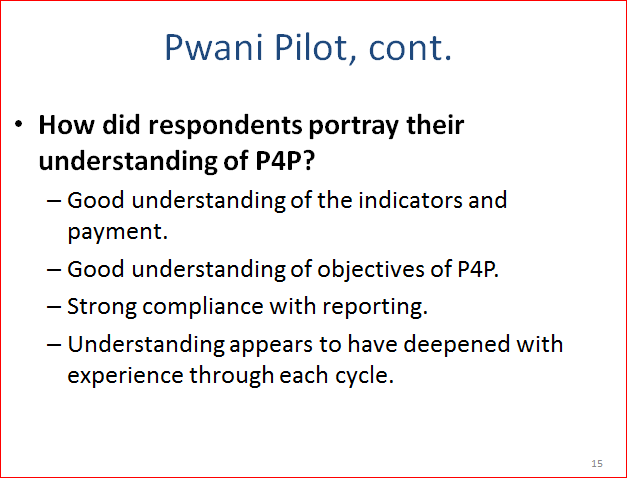 Pwani Pilot, cont.
• How did respondents portray their
understanding of P4P?
– Good understanding of the indicators and
payment.
– Good understanding of objectives of P4P.
– Strong compliance with reporting.
– Understanding appears to have deepened with
experience through each cycle.
15